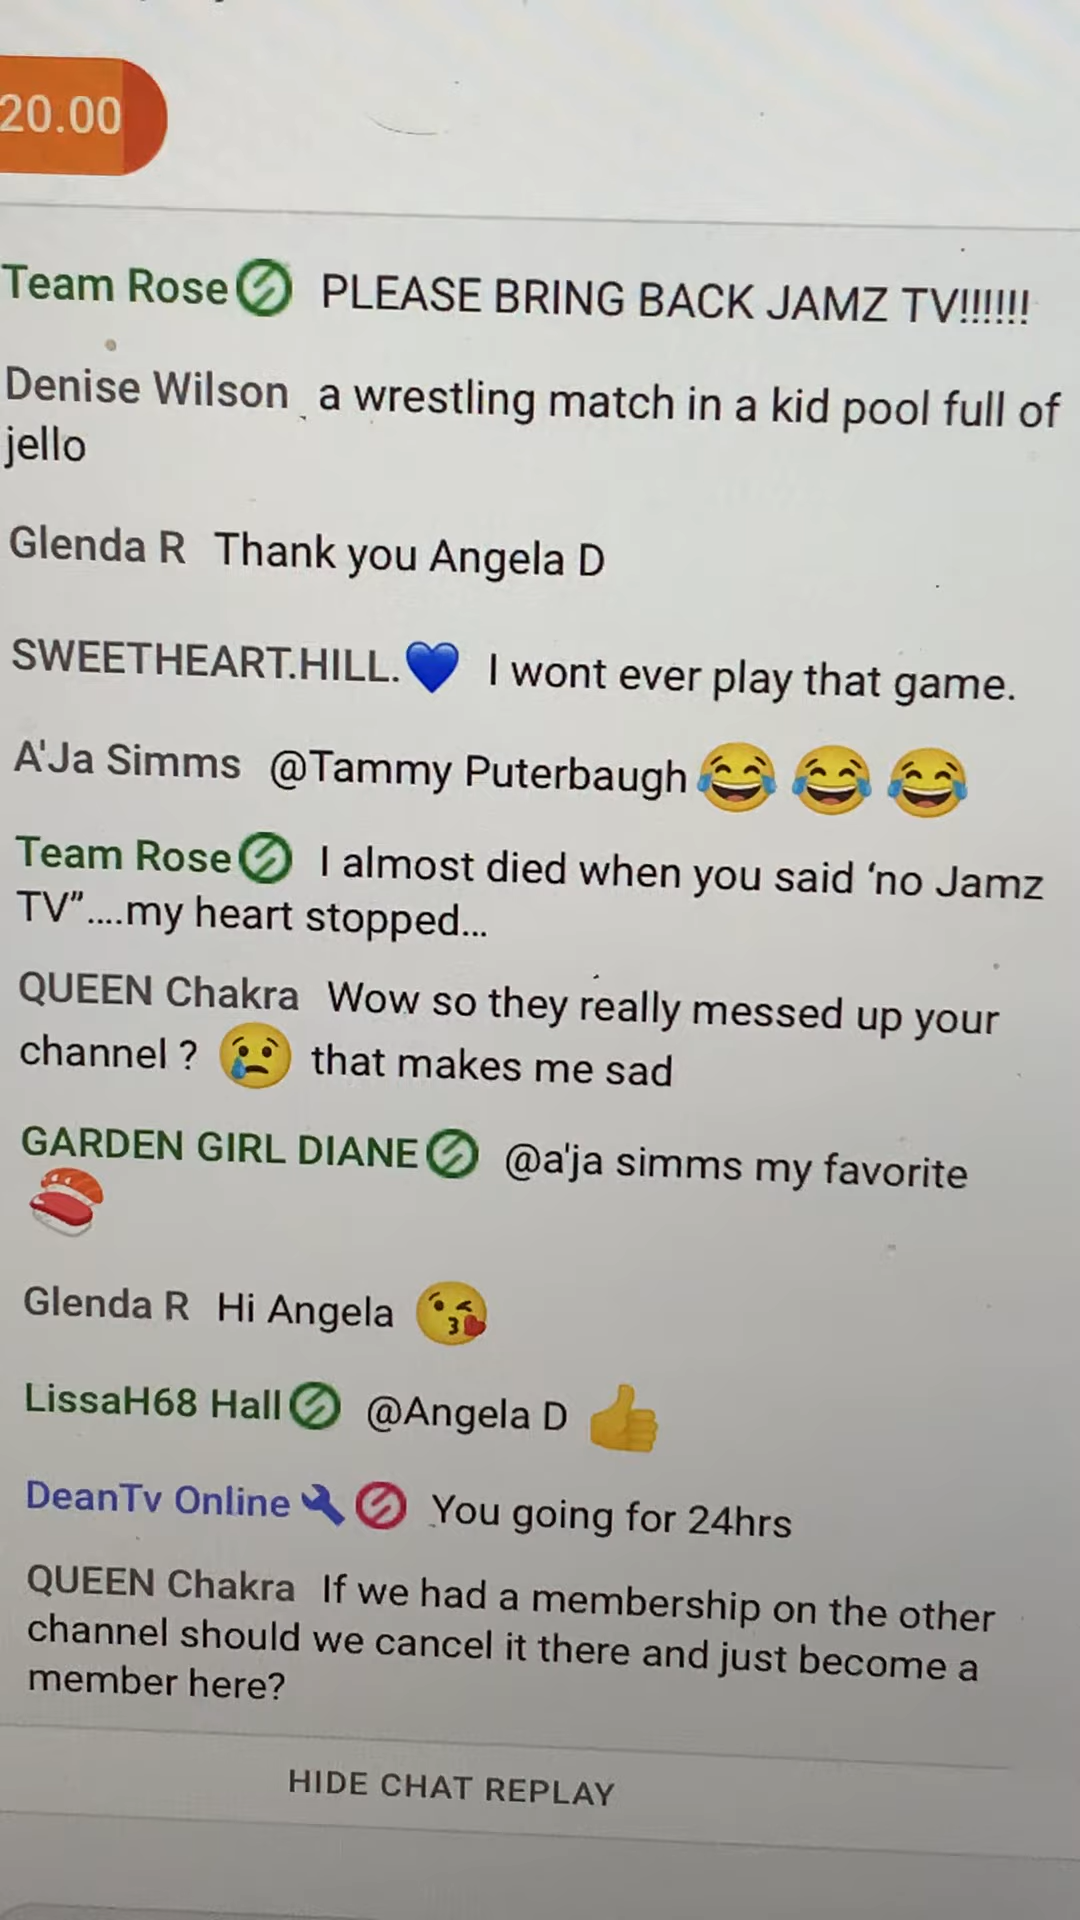 20.00
Team Rose PLEASE BRING BACK JAMZ TV!!!!!!
Denise Wilson a wrestling match in a kid pool full of
jello
Glenda R Thank you Angela D
SWEETHEART.HILL.💙 I wont ever play that game.
A'Ja Simms @Tammy Puterbaugh😂😂😂
Team Rose I almost died when you said ‘no Jamz
TV”....my heart stopped...
QUEEN Chakra Wow so they really messed up your
channel ? 😢 that makes me sad
GARDEN GIRL DIANE @a'ja simms my favorite
🍣
Glenda R Hi Angela 😘
LissaH68 Hall @Angela D 👍
DeanTv Online You going for 24hrs
QUEEN Chakra If we had a membership on the other
channel should we cancel it there and just become a
member here?
HIDE CHAT REPLAY